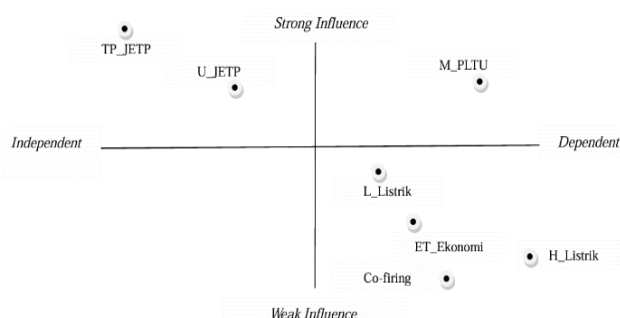 Strong Influence
TP_JETP
U_JETP
M_PLTU
Independent
Dependent
L_Listrik
ET_Ekonomi
H_Listrik
Co-firing
Weak Influence